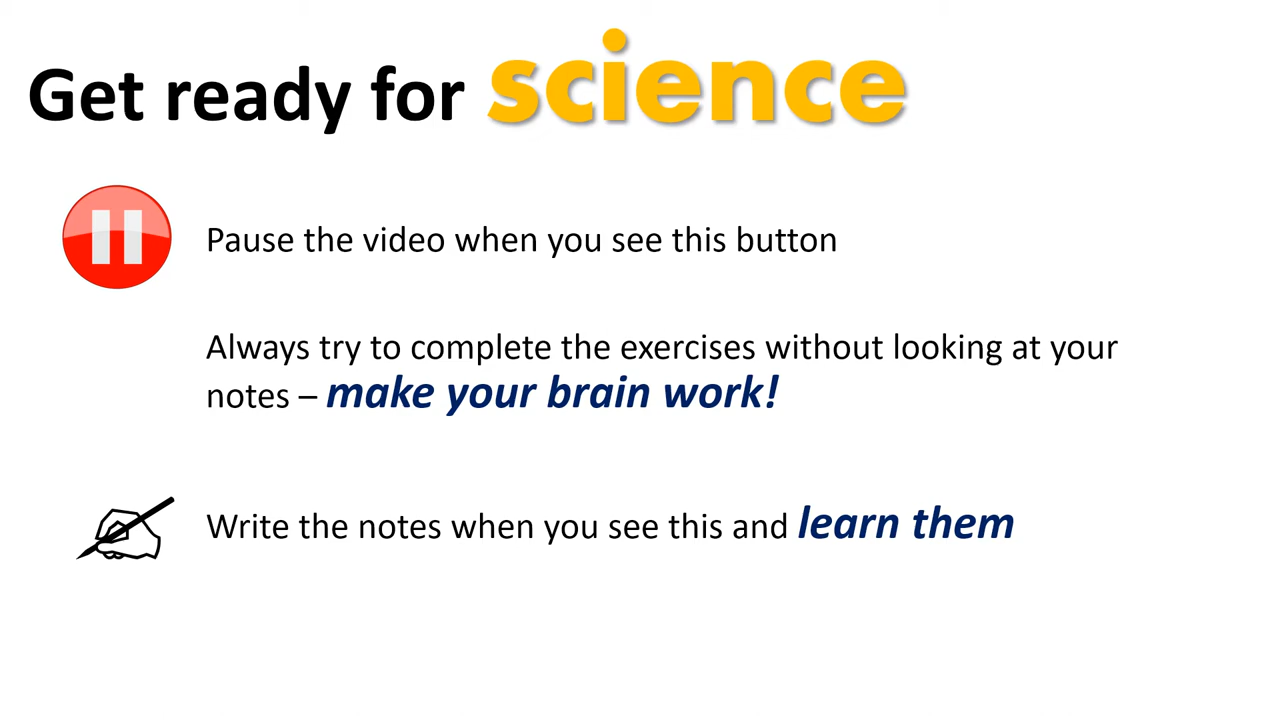 Get ready for science
Pause the video when you see this button
Always try to complete the exercises without looking at your
notes – make your brain work!
Write the notes when you see this and learn them